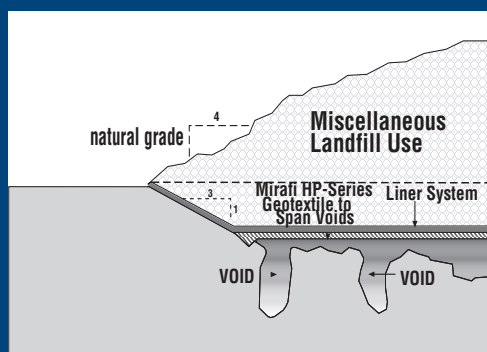 4
natural grade
Miscellaneous
Landfill Use
3
1
Mirafi HP-Series
Geotextile to
Span Voids
Liner System
VOID
VOID